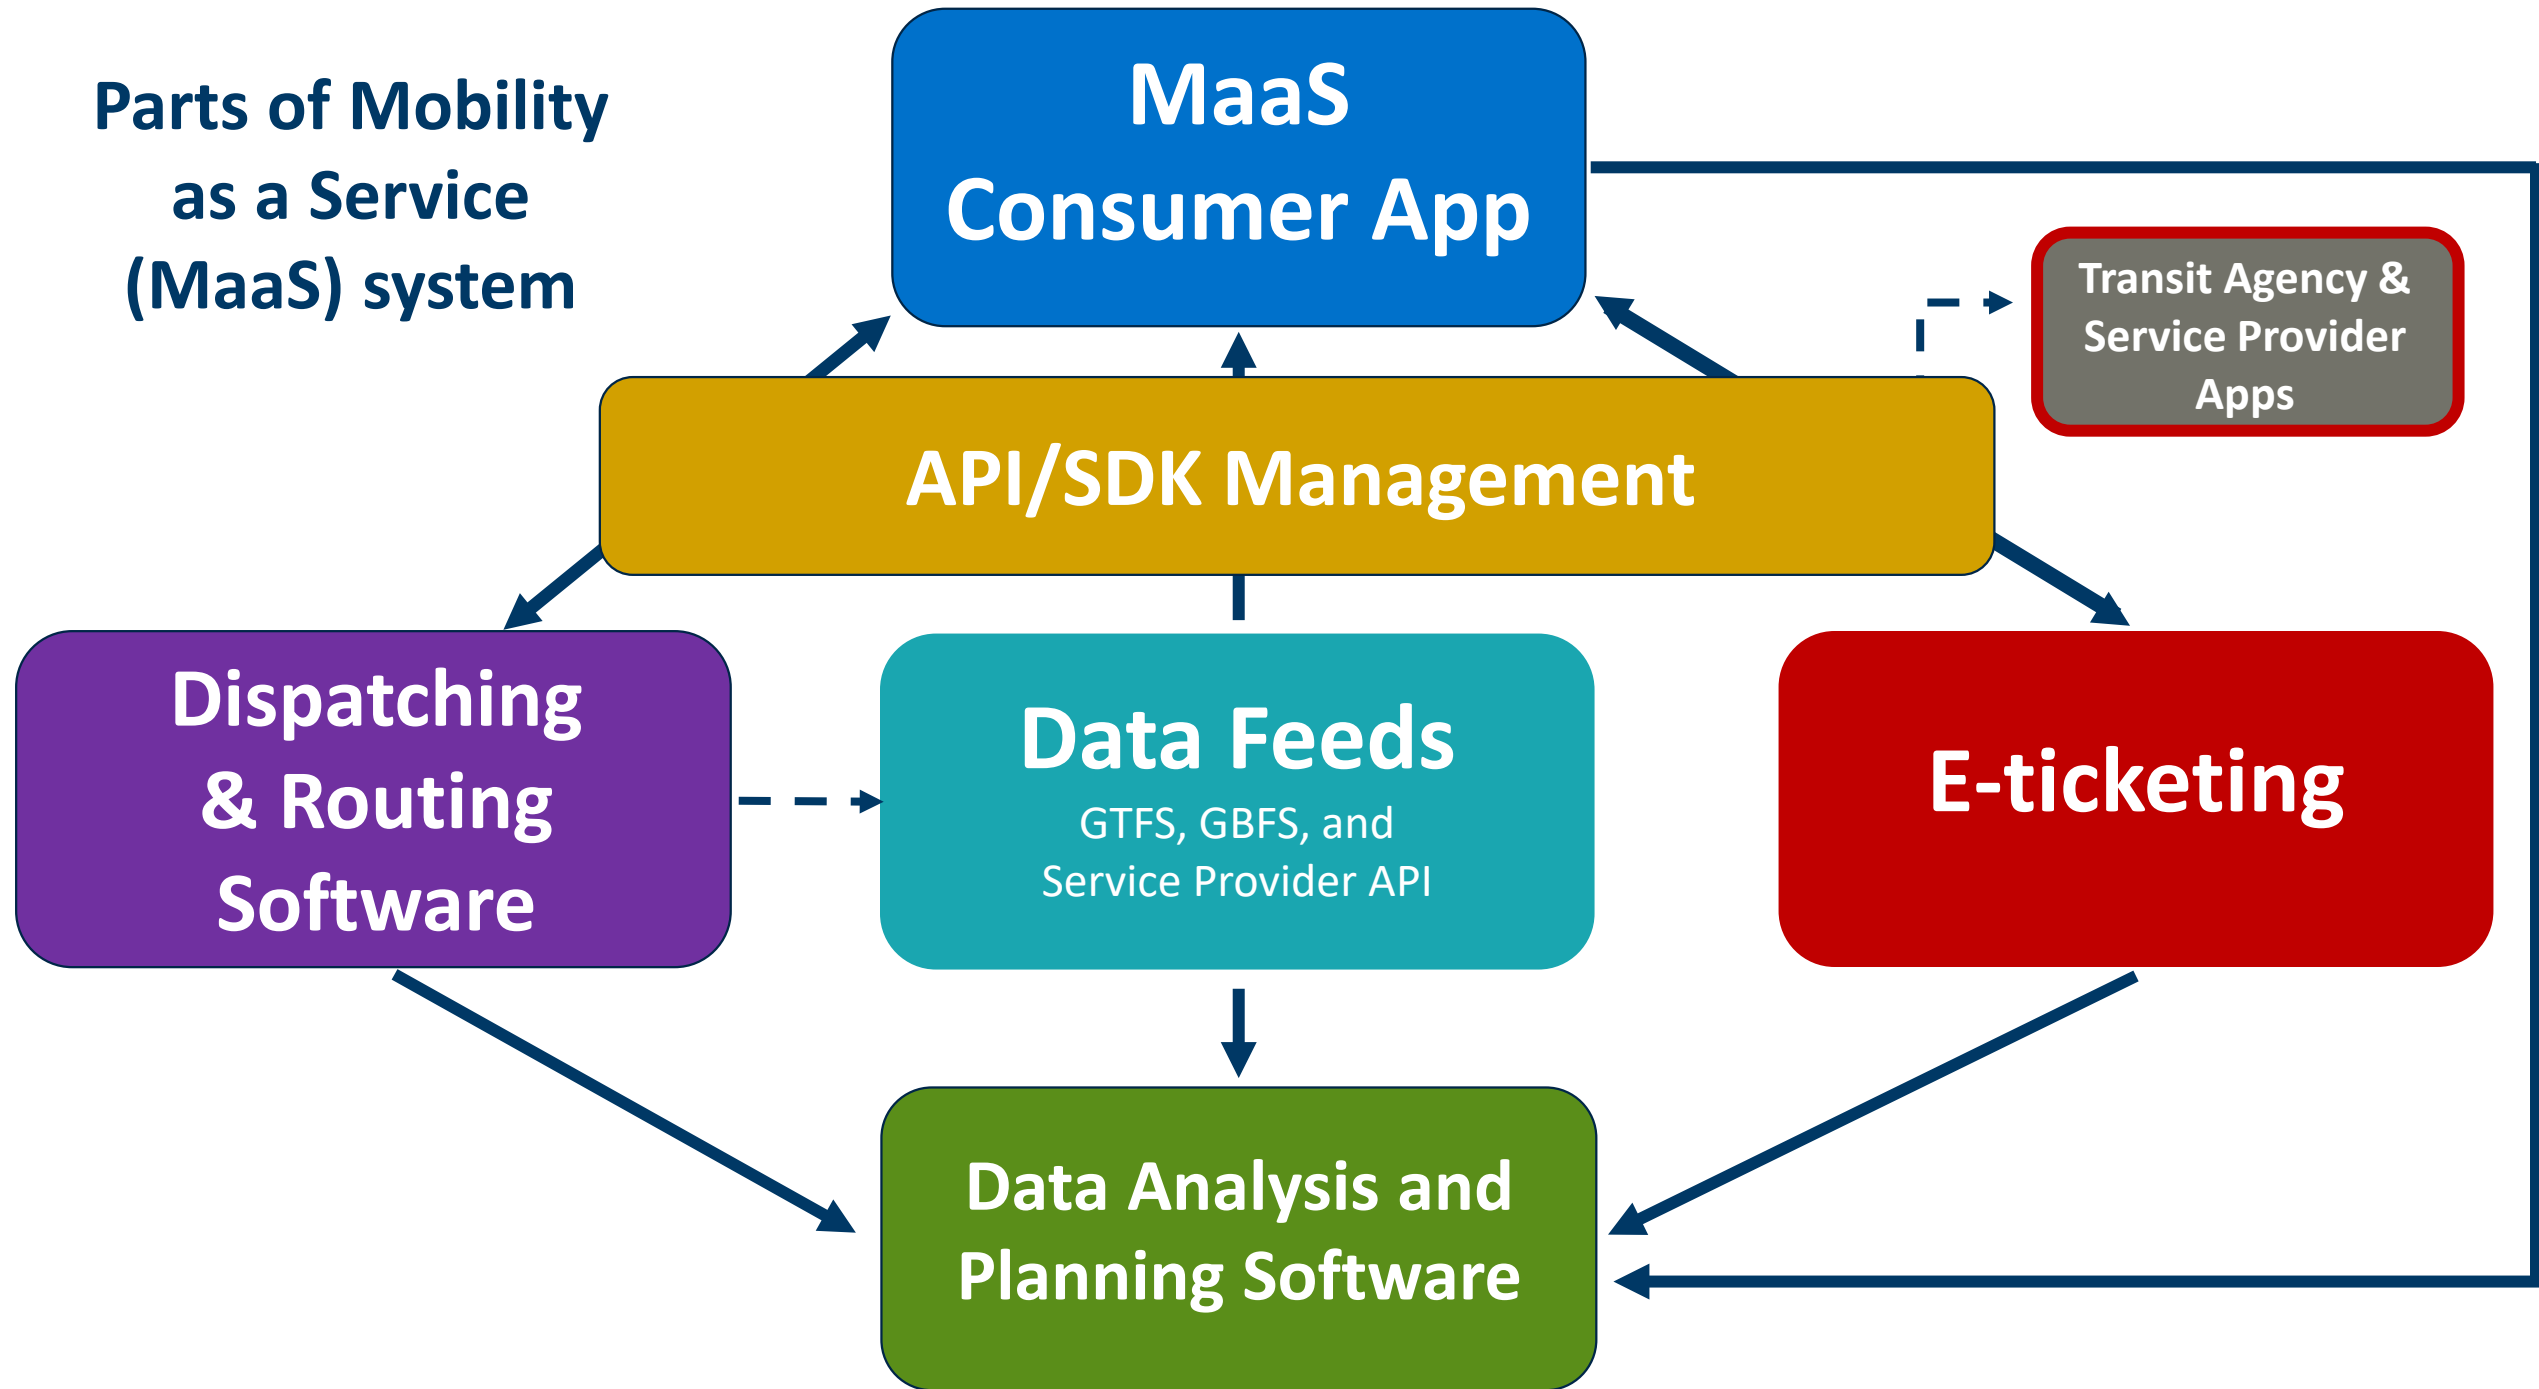 Parts of Mobility
as a Service
(MaaS) system
MaaS
Consumer App
Transit Agency &
Service Provider
Apps
API/SDK Management
Dispatching
& Routing
Software
Data Feeds
GTFS, GBFS, and
Service Provider API
E-ticketing
Data Analysis and
Planning Software